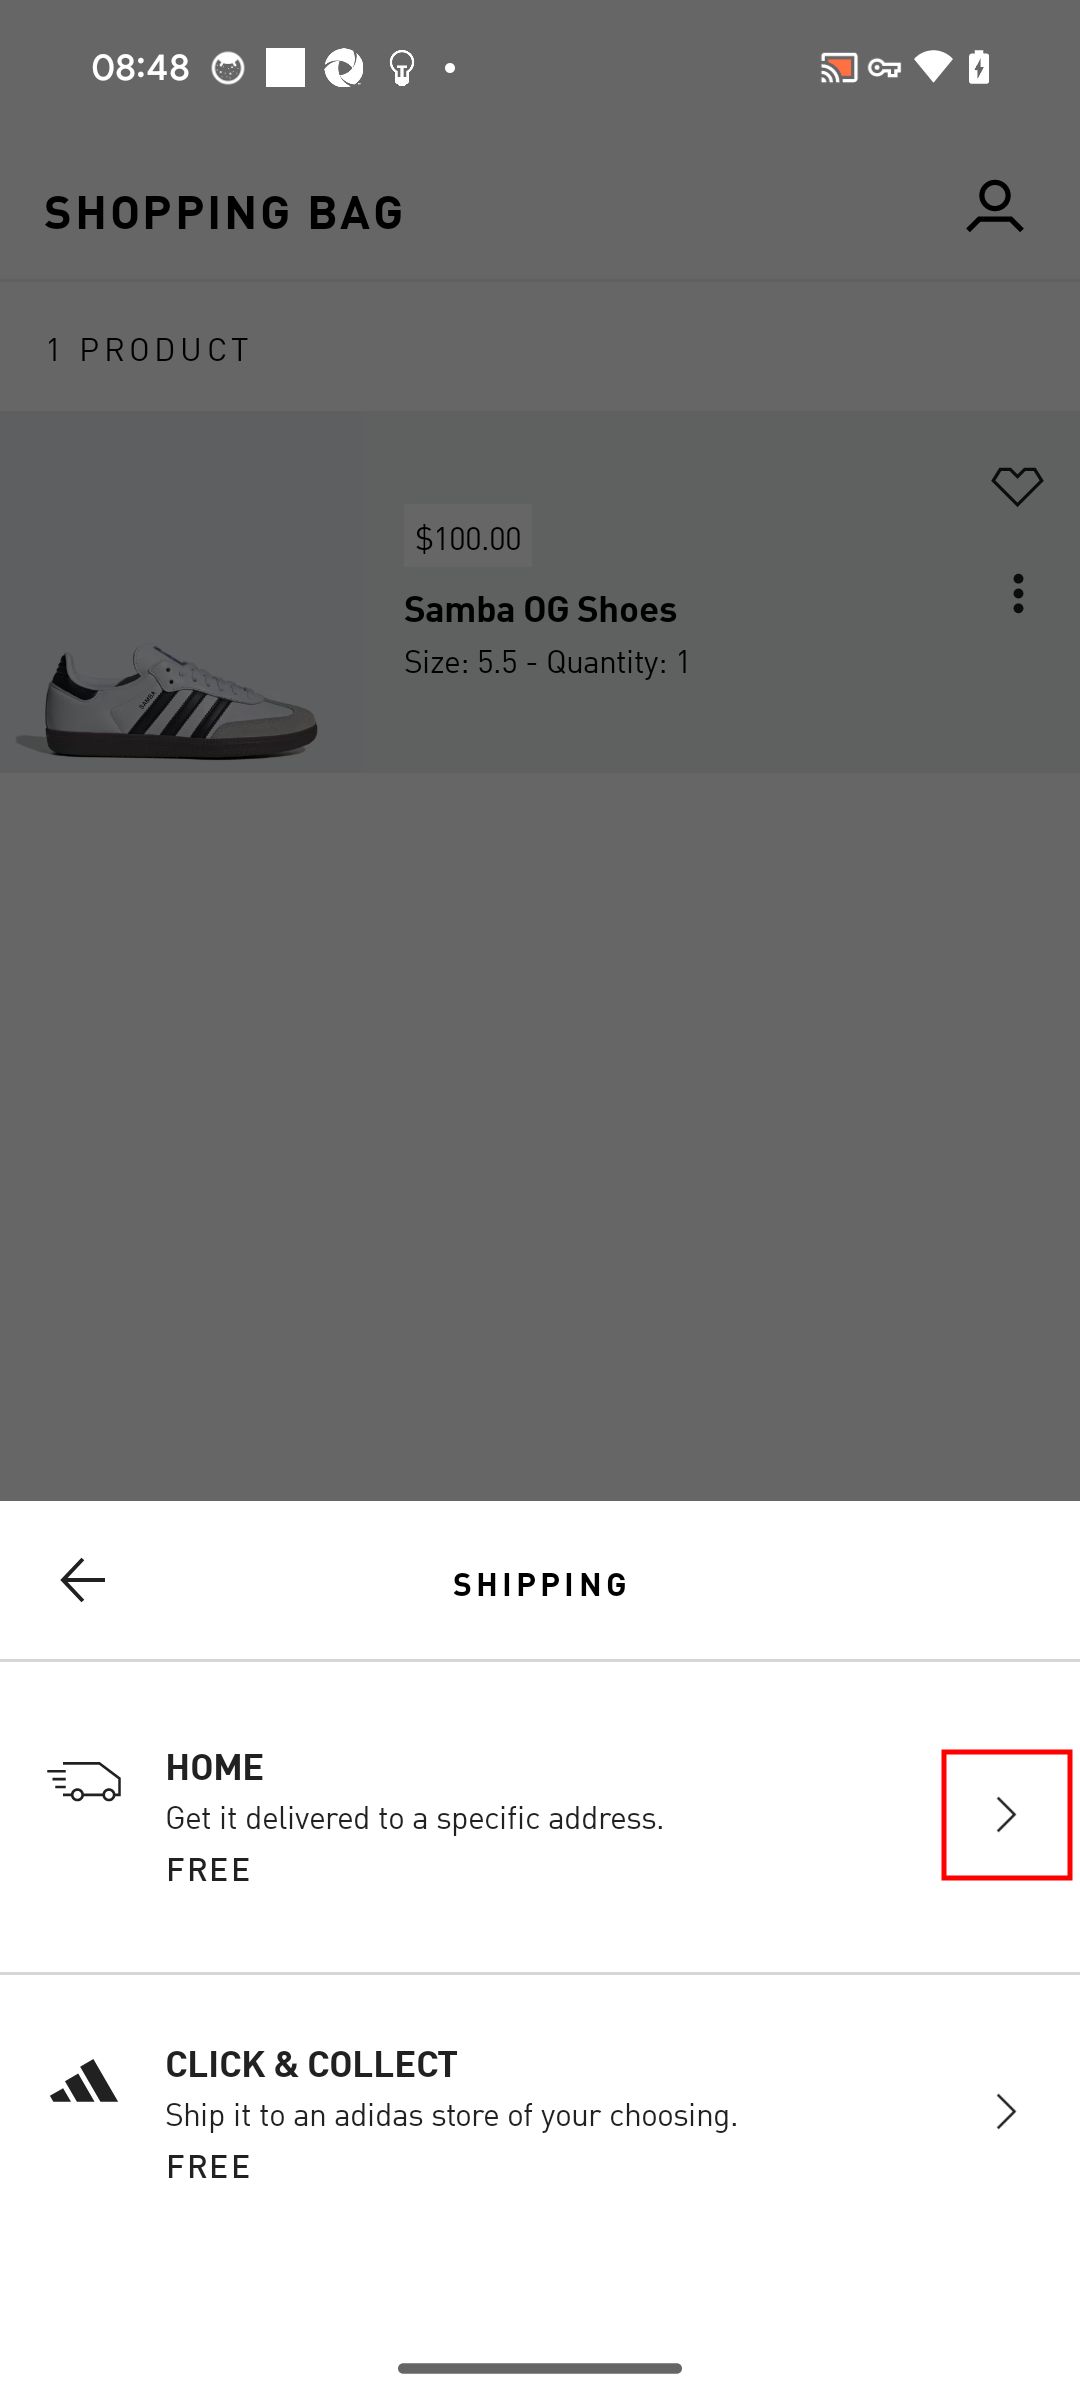 08:48
SHOPPING BAG
1 PRODUCT
$100.00
Samba OG Shoes
Size: 5.5 - Quantity: 1
SAMBA
SHIPPING
HOME
Get it delivered to a specific address.
FREE
CLICK & COLLECT
Ship it to an adidas store of your choosing.
FREE